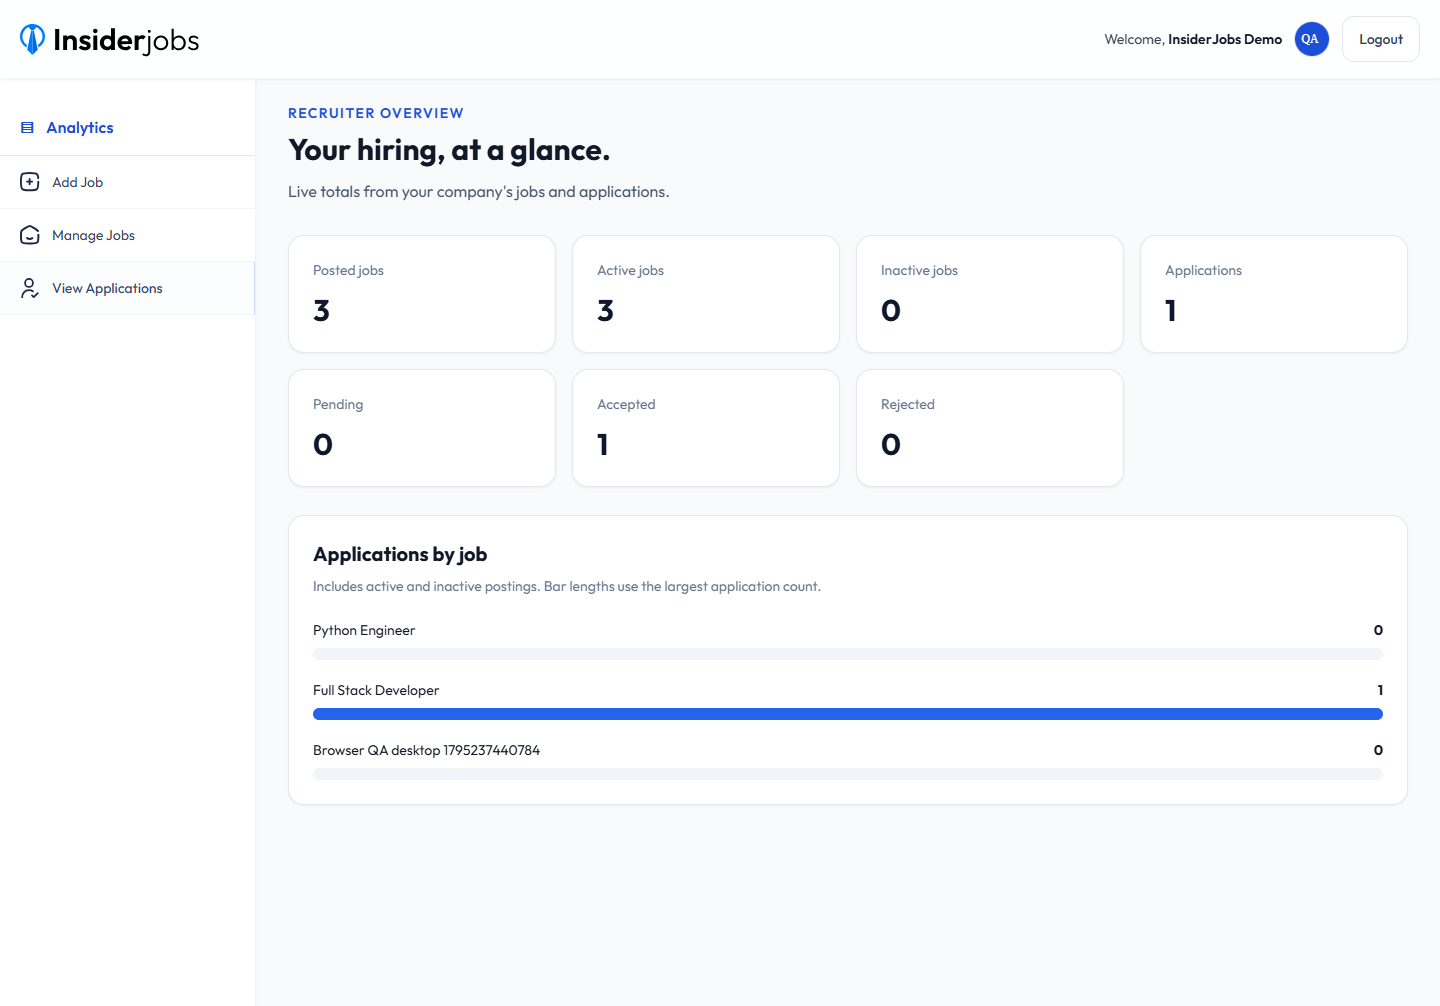 Insiderjobs
Welcome, InsiderJobs Demo
QA
Logout
Analytics
Add Job
Manage Jobs
View Applications
RECRUITER OVERVIEW
Your hiring, at a glance.
Live totals from your company's jobs and applications.
Posted jobs
3
Active jobs
3
Inactive jobs
0
Applications
1
Pending
0
Accepted
1
Rejected
0
Applications by job
Includes active and inactive postings. Bar lengths use the largest application count.
Python Engineer 0
Full Stack Developer 1
Browser QA desktop 1795237440784 0